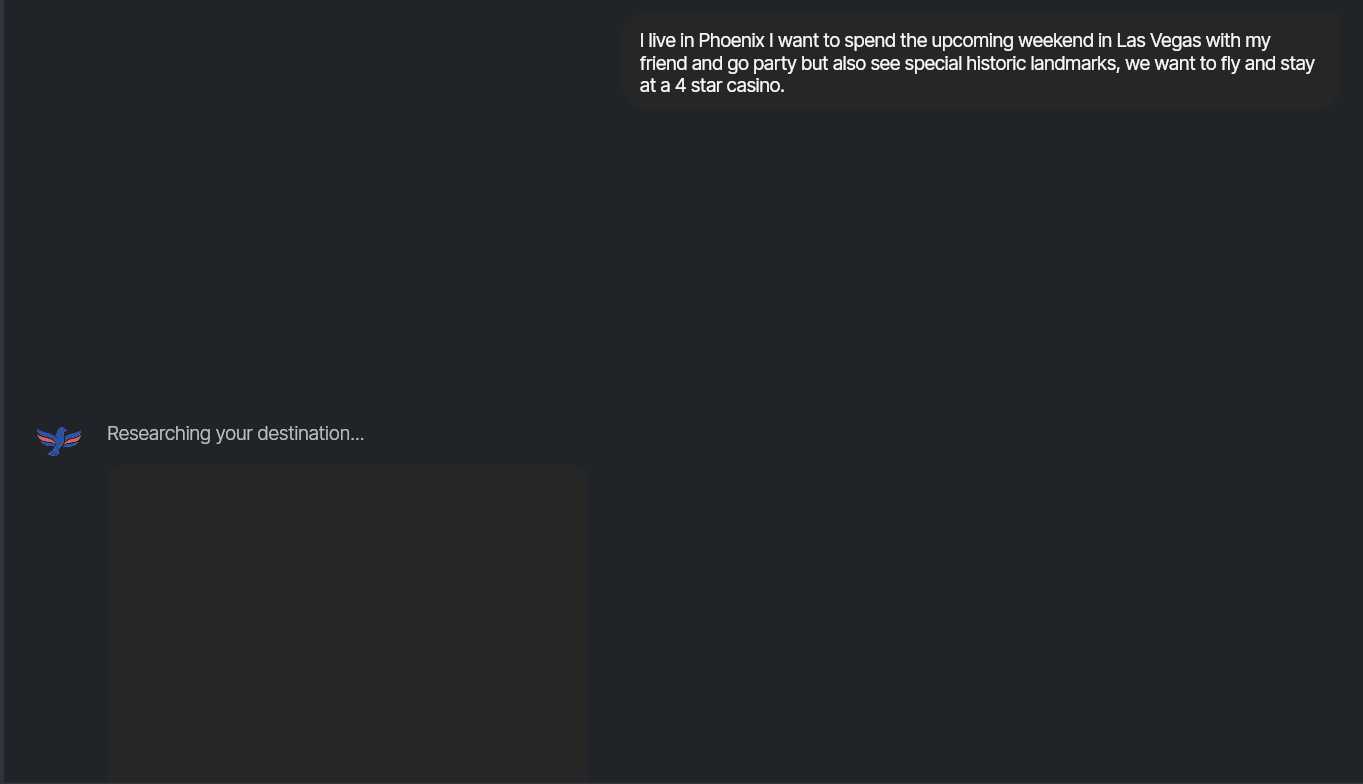 I live in Phoenix I want to spend the upcoming weekend in Las Vegas with my
friend and go party but also see special historic landmarks, we want to fly and stay
at a 4 star casino.
Researching your destination...